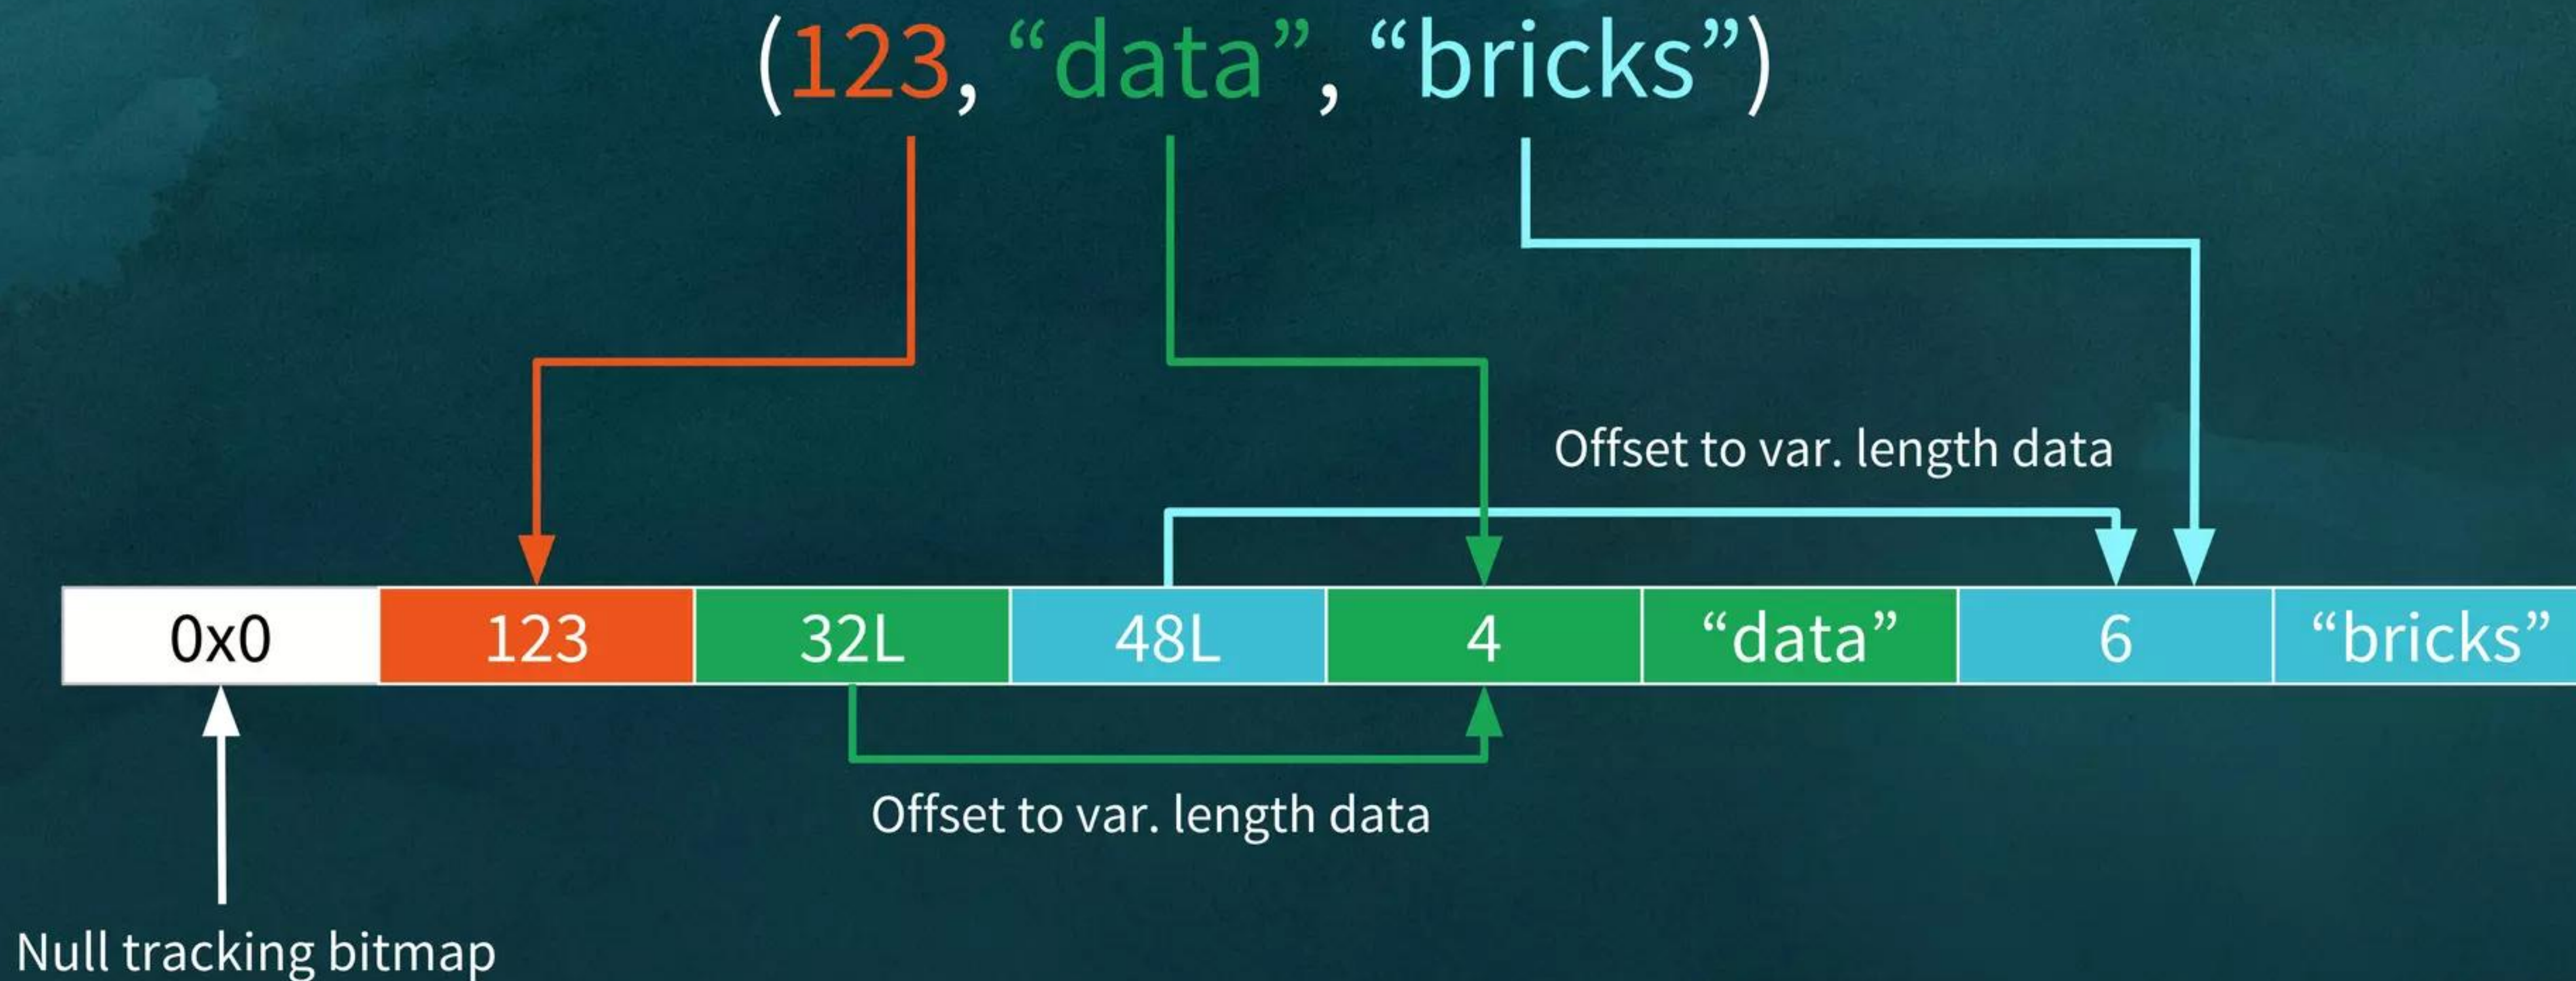 (123, “data”, “bricks”)
Offset to var. length data
0x0 123 32L 48L 4 “data” 6 “bricks”
Offset to var. length data
Null tracking bitmap